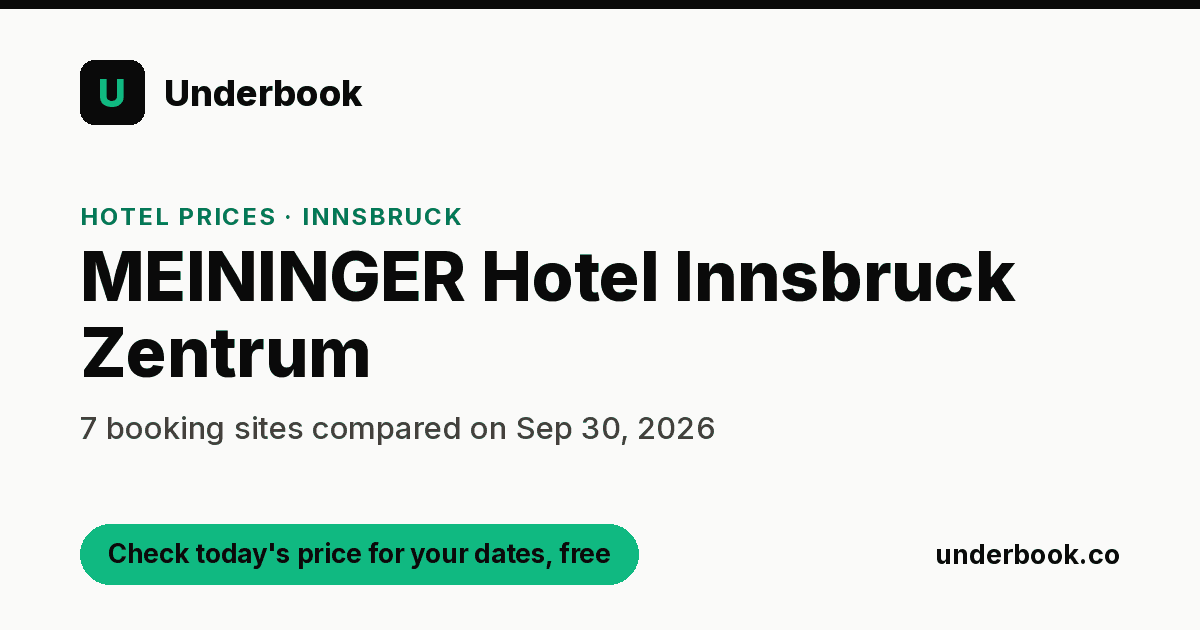 U Underbook
HOTEL PRICES · INNSBRUCK
MEININGER Hotel Innsbruck
Zentrum
7 booking sites compared on Sep 30, 2026
Check today's price for your dates, free
underbook.co